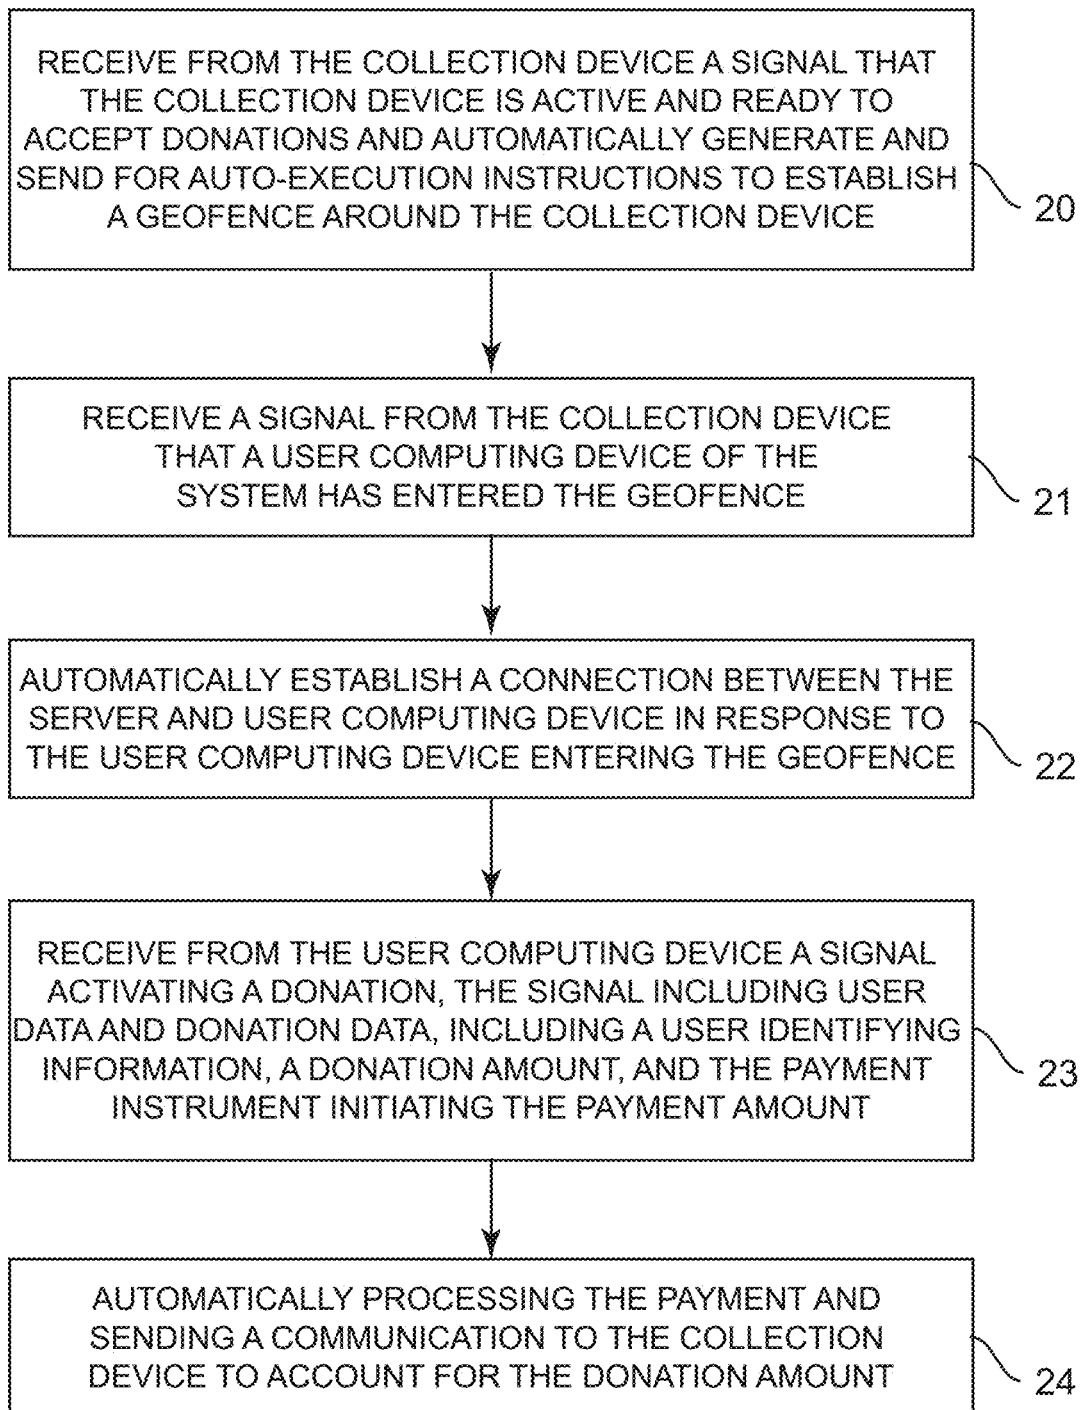 RECEIVE FROM THE COLLECTION DEVICE A SIGNAL THAT
THE COLLECTION DEVICE IS ACTIVE AND READY TO
ACCEPT DONATIONS AND AUTOMATICALLY GENERATE AND
SEND FOR AUTO-EXECUTION INSTRUCTIONS TO ESTABLISH
A GEOFENCE AROUND THE COLLECTION DEVICE
20
RECEIVE A SIGNAL FROM THE COLLECTION DEVICE
THAT A USER COMPUTING DEVICE OF THE
SYSTEM HAS ENTERED THE GEOFENCE
21
AUTOMATICALLY ESTABLISH A CONNECTION BETWEEN THE
SERVER AND USER COMPUTING DEVICE IN RESPONSE TO
THE USER COMPUTING DEVICE ENTERING THE GEOFENCE
22
RECEIVE FROM THE USER COMPUTING DEVICE A SIGNAL
ACTIVATING A DONATION, THE SIGNAL INCLUDING USER
DATA AND DONATION DATA, INCLUDING A USER IDENTIFYING
INFORMATION, A DONATION AMOUNT, AND THE PAYMENT
INSTRUMENT INITIATING THE PAYMENT AMOUNT
23
AUTOMATICALLY PROCESSING THE PAYMENT AND
SENDING A COMMUNICATION TO THE COLLECTION
DEVICE TO ACCOUNT FOR THE DONATION AMOUNT
24